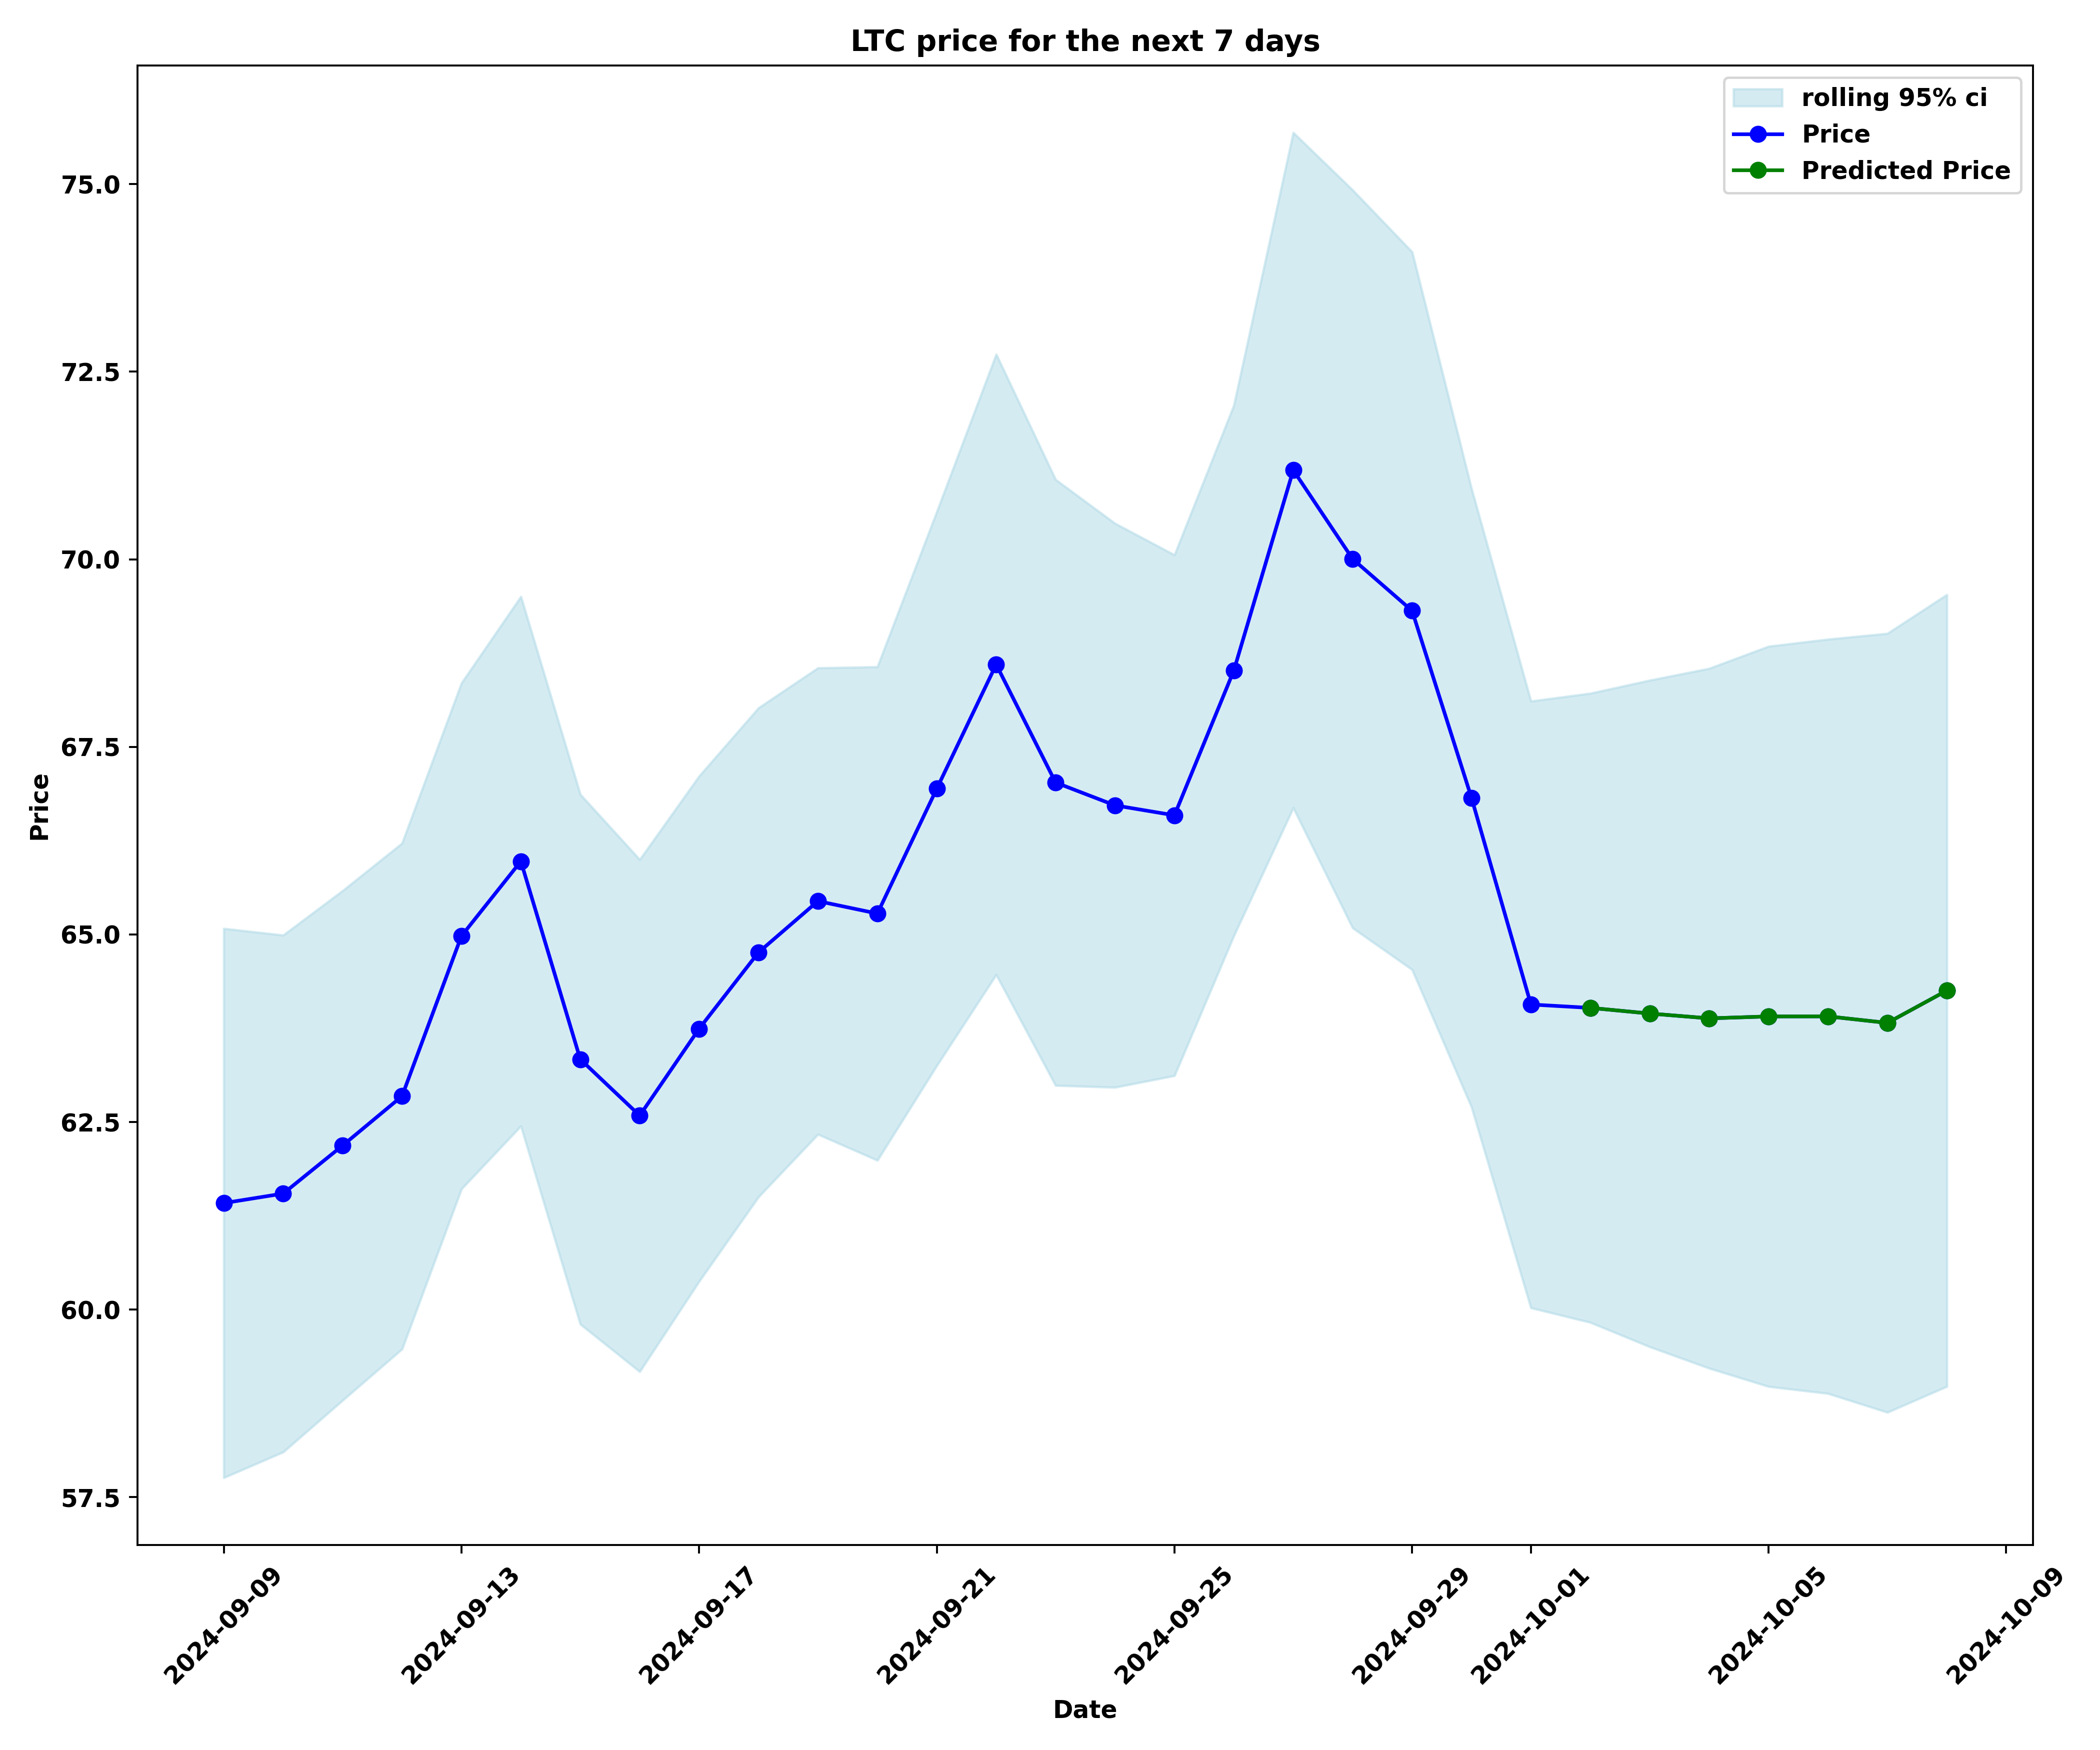 LTC price for the next 7 days
rolling 95% ci
Price
Predicted Price
75.0
72.5
70.0
67.5
65.0
62.5
60.0
57.5
Price
2024-09-09
2024-09-13
2024-09-17
2024-09-21
2024-09-25
2024-09-29
2024-10-01
2024-10-05
2024-10-09
Date